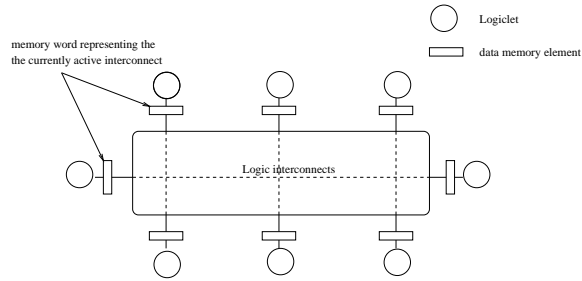 Logiclet
data memory element
memory word representing the
the currently active interconnect
Logic interconnects